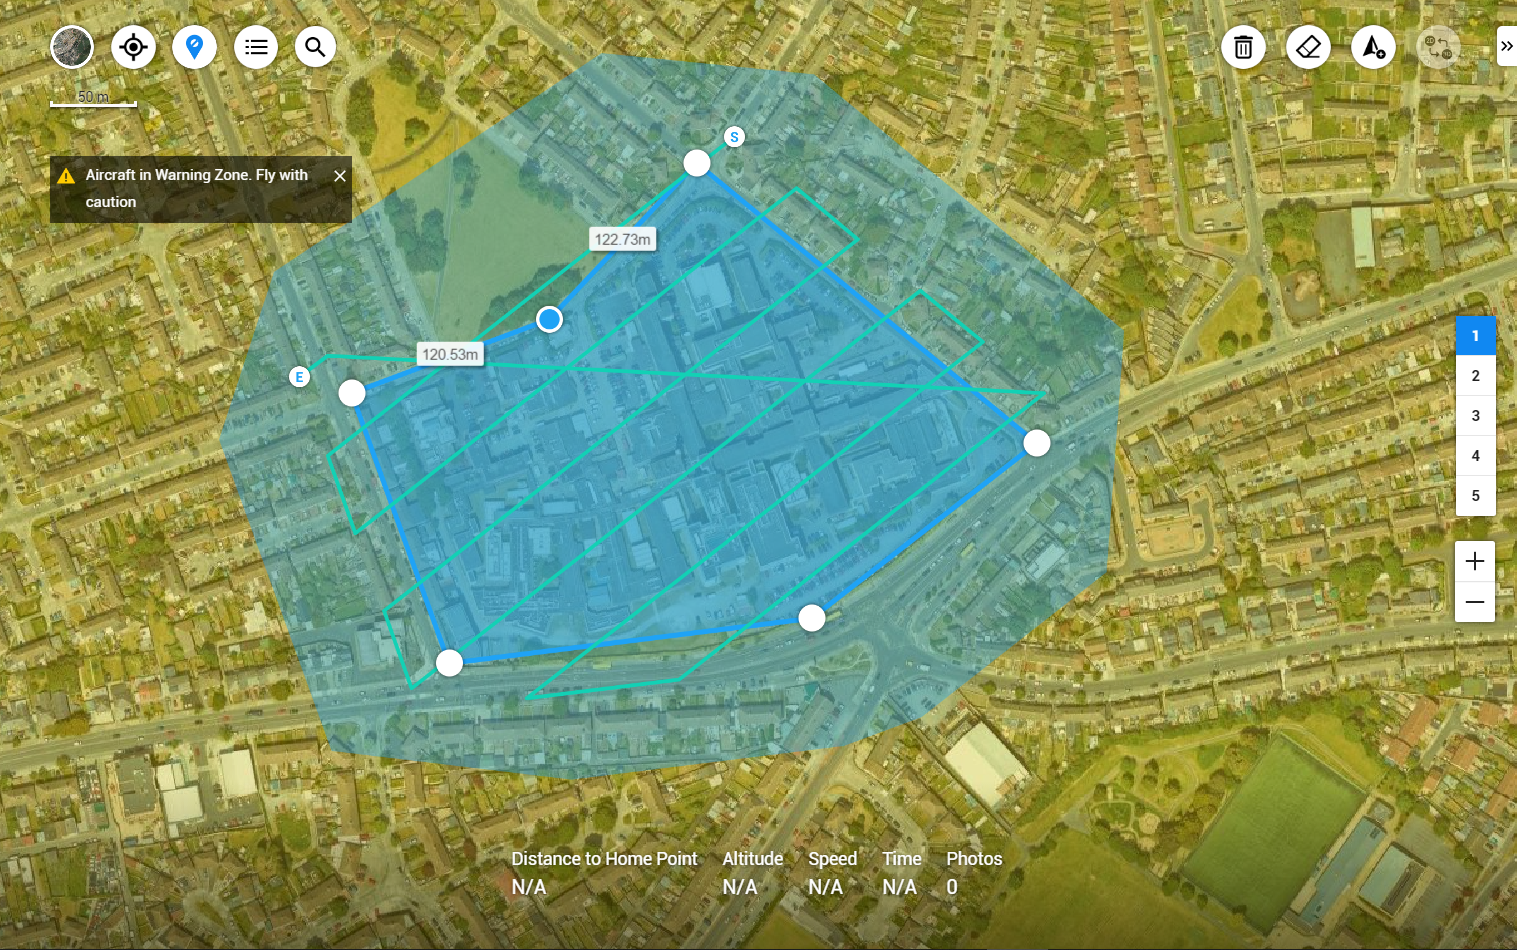 50 m
Aircraft in Warning Zone. Fly with
caution
S
122.73m
120.53m
E
1
2
3
4
5
Distance to Home Point
N/A
Altitude
N/A
Speed
N/A
Time
N/A
Photos
0